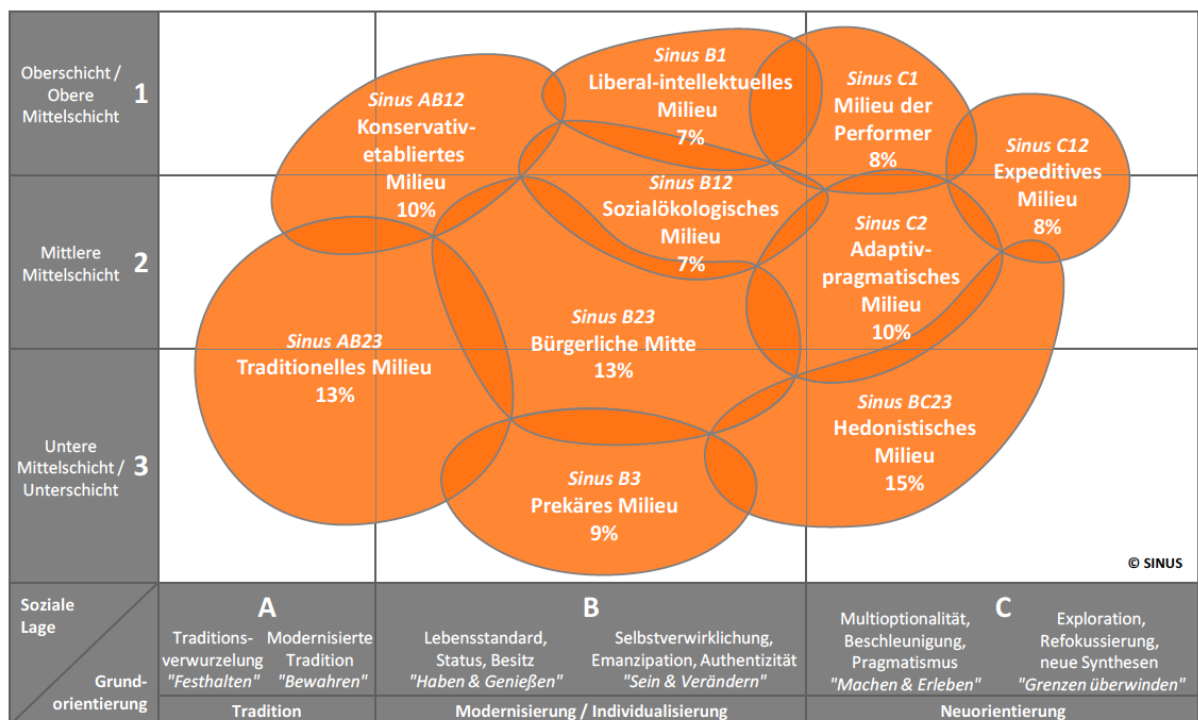 Oberschicht /
Obere
Mittelschicht
1
Mittlere
Mittelschicht
2
Untere
Mittelschicht /
Unterschicht
3
Sinus AB12
Konservativ-
etabliertes
Milieu
10%
Sinus B1
Liberal-intellektuelles
Milieu
7%
Sinus C1
Milieu der
Performer
8%
Sinus C12
Expeditives
Milieu
8%
Sinus B12
Sozialökologisches
Milieu
7%
Sinus C2
Adaptiv-
pragmatisches
Milieu
10%
Sinus AB23
Traditionelles Milieu
13%
Sinus B23
Bürgerliche Mitte
13%
Sinus BC23
Hedonistisches
Milieu
15%
Sinus B3
Prekäres Milieu
9%
© SINUS
Soziale
Lage
Grund-
orientierung
A
Traditions-
verwurzelung
"Festhalten"
Modernisierte
Tradition
"Bewahren"
Tradition
B
Lebensstandard,
Status, Besitz
"Haben & Genießen"
Selbstverwirklichung,
Emanzipation, Authentizität
"Sein & Verändern"
Modernisierung / Individualisierung
C
Multioptionalität,
Beschleunigung,
Pragmatismus
"Machen & Erleben"
Exploration,
Refokussierung,
neue Synthesen
"Grenzen überwinden"
Neuorientierung